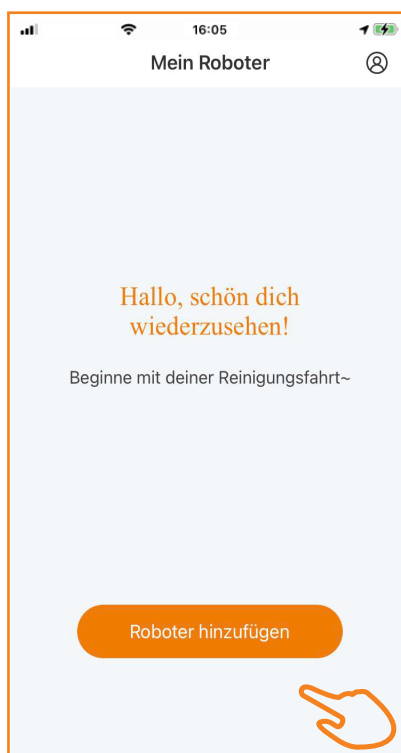 16:05
Mein Roboter
Hallo, schön dich
wiederzusehen!
Beginne mit deiner Reinigungsfahrt~
Roboter hinzufügen